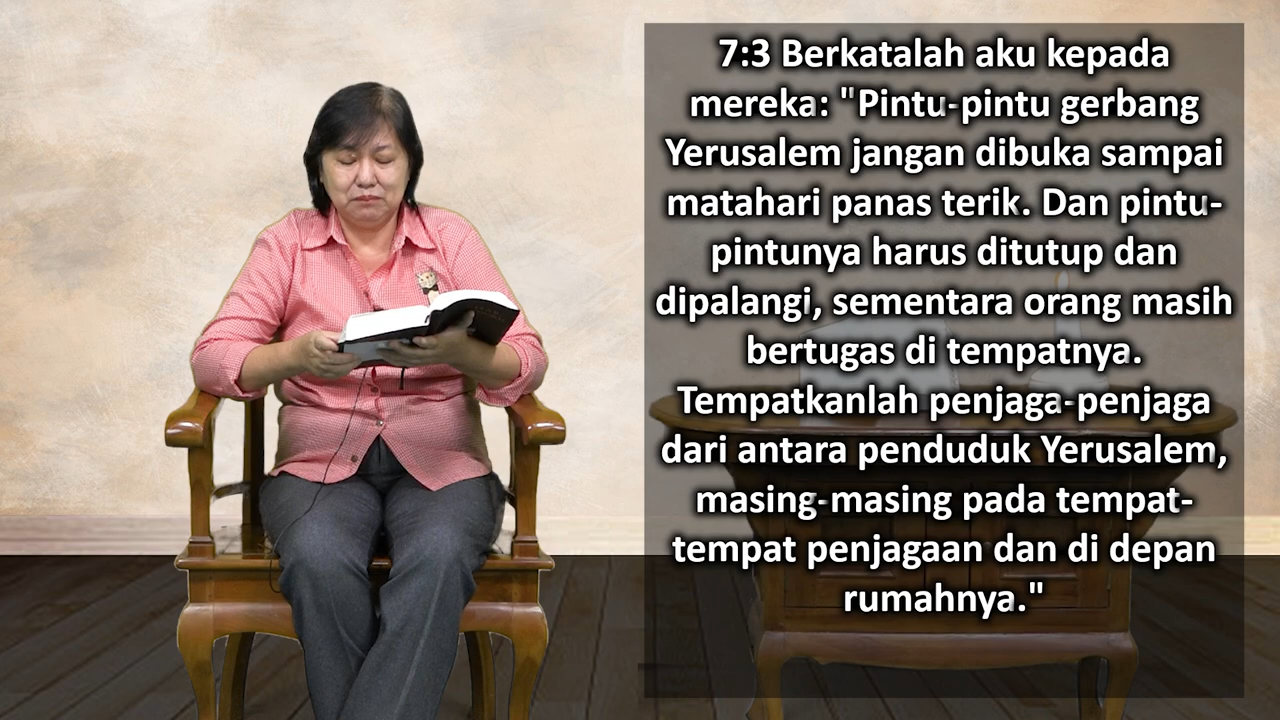 7:3 Berkatalah aku kepada
mereka: "Pintu-pintu gerbang
Yerusalem jangan dibuka sampai
matahari panas terik. Dan pintu-
pintunya harus ditutup dan
dipalangi, sementara orang masih
bertugas di tempatnya.
Tempatkanlah penjaga-penjaga
dari antara penduduk Yerusalem,
masing-masing pada tempat-
tempat penjagaan dan di depan
rumahnya."